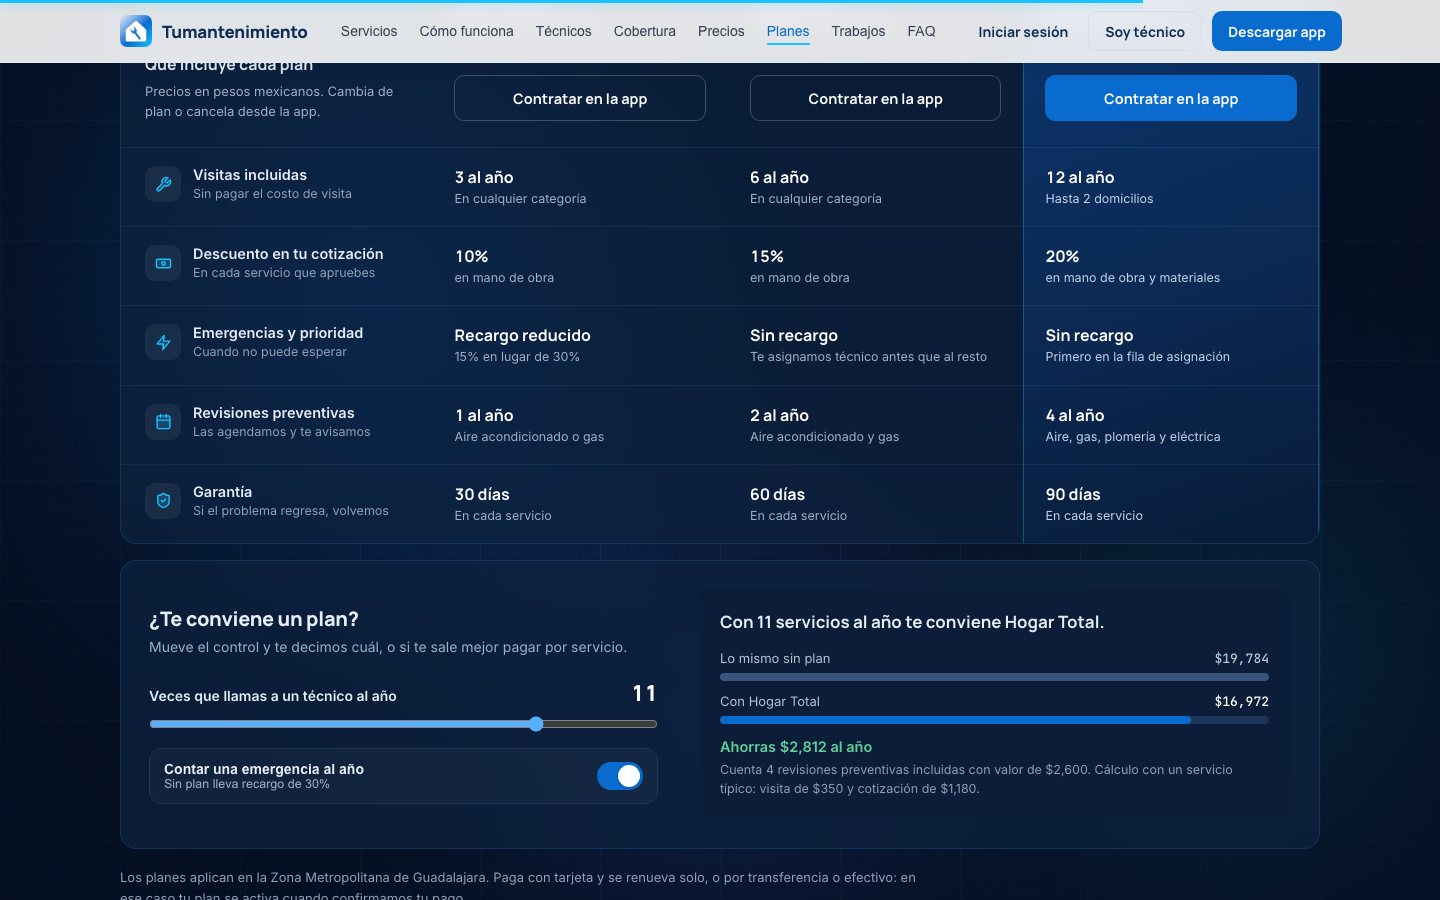 Tumantenimiento
Servicios
Cómo funciona
Técnicos
Cobertura
Precios
Planes
Trabajos
FAQ
Iniciar sesión
Soy técnico
Descargar app
Qué incluye cada plan
Precios en pesos mexicanos. Cambia de
plan o cancela desde la app.
Contratar en la app
Contratar en la app
Contratar en la app
Visitas incluidas
Sin pagar el costo de visita
3 al año
En cualquier categoría
6 al año
En cualquier categoría
12 al año
Hasta 2 domicilios
Descuento en tu cotización
En cada servicio que apruebes
10%
en mano de obra
15%
en mano de obra
20%
en mano de obra y materiales
Emergencias y prioridad
Cuando no puede esperar
Recargo reducido
15% en lugar de 30%
Sin recargo
Te asignamos técnico antes que al resto
Sin recargo
Primero en la fila de asignación
Revisiones preventivas
Las agendamos y te avisamos
1 al año
Aire acondicionado o gas
2 al año
Aire acondicionado y gas
4 al año
Aire, gas, plomería y eléctrica
Garantía
Si el problema regresa, volvemos
30 días
En cada servicio
60 días
En cada servicio
90 días
En cada servicio
¿Te conviene un plan?
Mueve el control y te decimos cuál, o si te sale mejor pagar por servicio.
Veces que llamas a un técnico al año
11
Contar una emergencia al año
Sin plan lleva recargo de 30%
Con 11 servicios al año te conviene Hogar Total.
Lo mismo sin plan
$19,784
Con Hogar Total
$16,972
Ahorras $2,812 al año
Cuenta 4 revisiones preventivas incluidas con valor de $2,600. Cálculo con un servicio
típico: visita de $350 y cotización de $1,180.
Los planes aplican en la Zona Metropolitana de Guadalajara. Paga con tarjeta y se renueva solo, o por transferencia o efectivo: en
ese caso tu plan se activa cuando confirmamos tu pago.